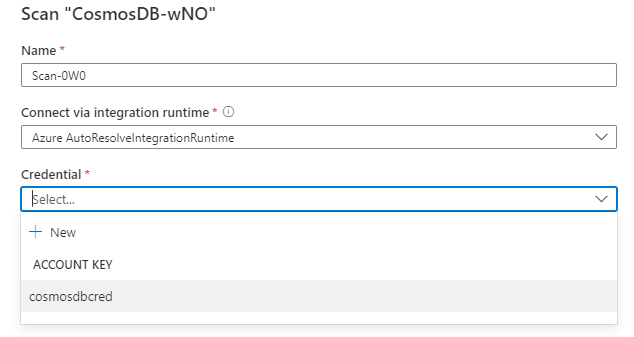 Scan "CosmosDB-wNO"
Name *
Scan-0W0
Connect via integration runtime *
Azure AutoResolveIntegrationRuntime
Credential *
Select...
New
ACCOUNT KEY
cosmosdbcred